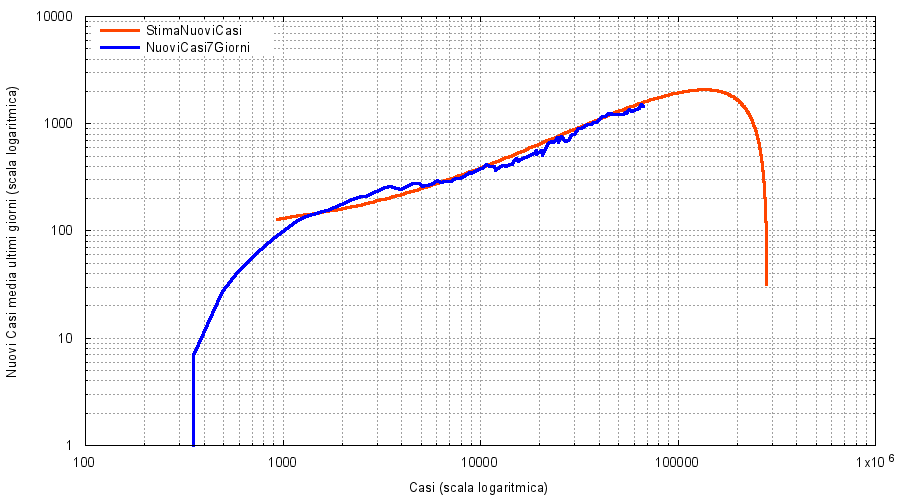 10000
1000
100
10
1
StimaNuoviCasi
NuoviCasi7Giorni
Nuovi Casi media ultimi giorni (scala logaritmica)
100 1000 10000 100000 1x10 6
Casi (scala logaritmica)